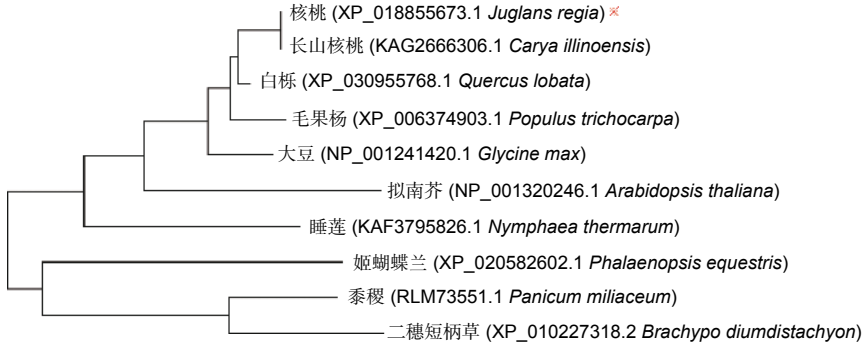 核桃 (XP_018855673.1 Juglans regia) ※
长山核桃 (KAG2666306.1 Carya illinoensis)
白栎 (XP_030955768.1 Quercus lobata)
毛果杨 (XP_006374903.1 Populus trichocarpa)
大豆 (NP_001241420.1 Glycine max)
拟南芥 (NP_001320246.1 Arabidopsis thaliana)
睡莲 (KAF3795826.1 Nymphaea thermarum)
姬蝴蝶兰 (XP_020582602.1 Phalaenopsis equestris)
黍稷 (RLM73551.1 Panicum miliaceum)
二穗短柄草 (XP_010227318.2 Brachypo diumdistachyon)